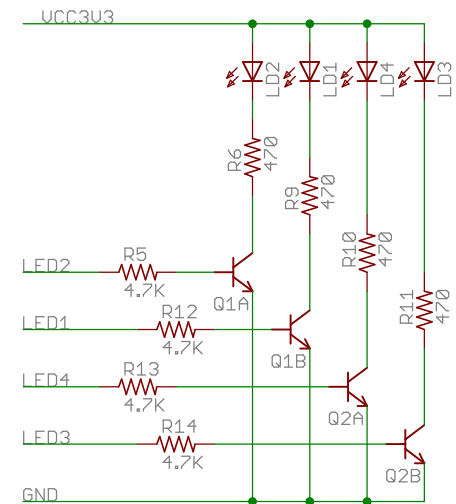 VCC3V3
LD2
LD1
LD4
LD3
R6
470
R9
470
R10
470
R11
470
LED2
R5
4.7K
Q1A
LED1
R12
4.7K
Q1B
LED4
R13
4.7K
Q2A
LED3
R14
4.7K
Q2B
GND